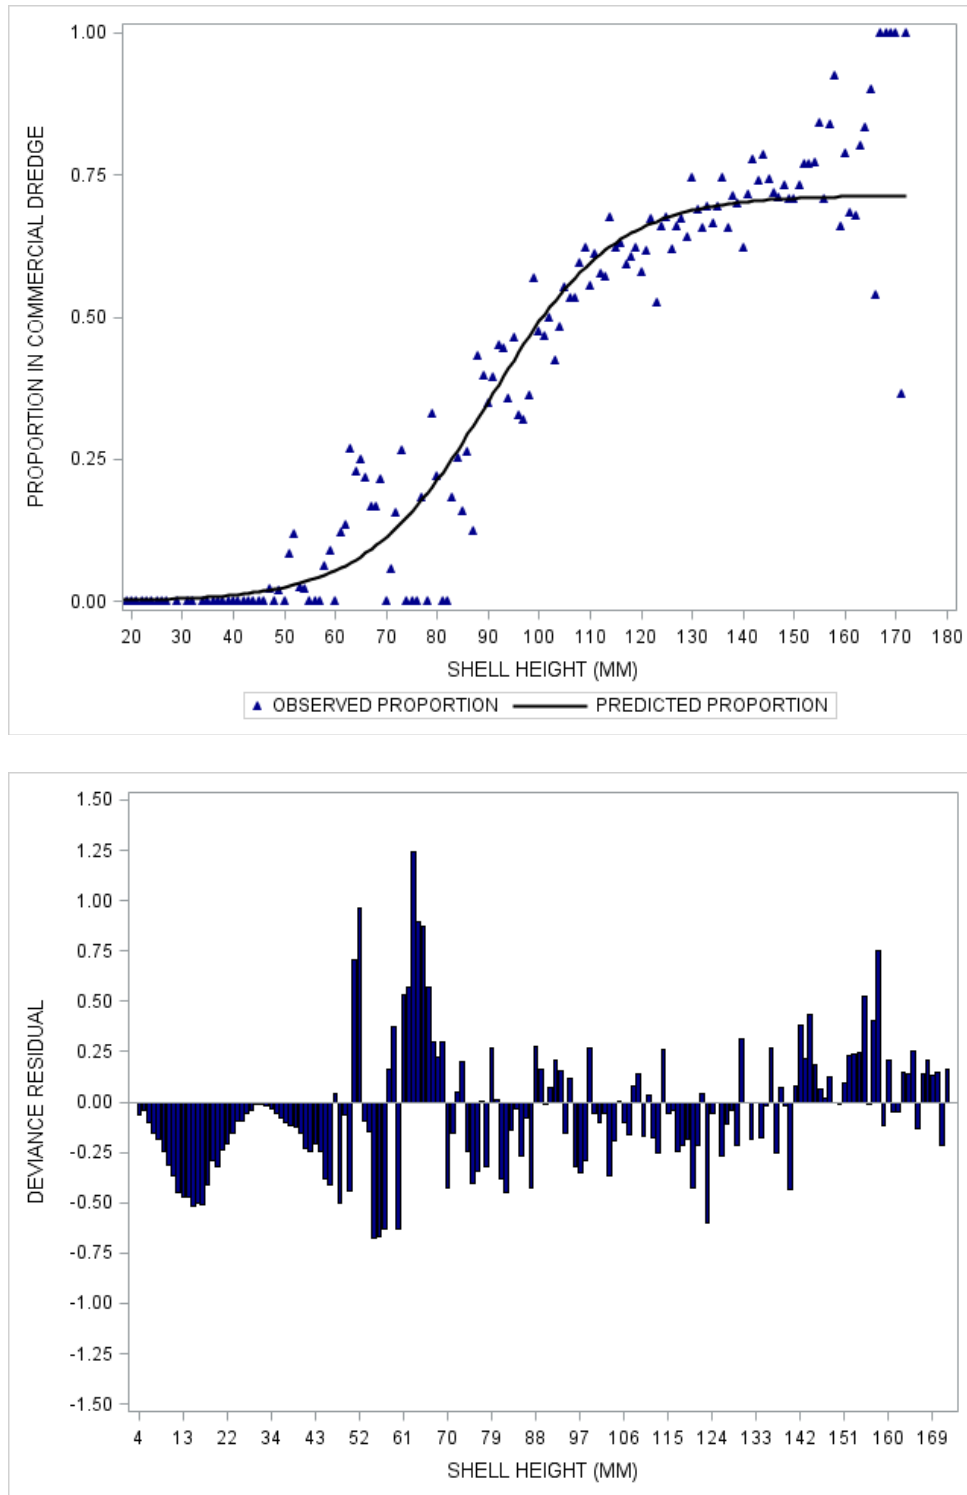 1.00
0.75
0.50
0.25
0.00
PROPORTION IN COMMERCIAL DREDGE
20 30 40 50 60 70 80 90 100 110 120 130 140 150 160 170 180
SHELL HEIGHT (MM)
OBSERVED PROPORTION PREDICTED PROPORTION
1.50
1.25
1.00
0.75
0.50
0.25
0.00
-0.25
-0.50
-0.75
-1.00
-1.25
-1.50
DEVIANCE RESIDUAL
4 13 22 34 43 52 61 70 79 88 97 106 115 124 133 142 151 160 169
SHELL HEIGHT (MM)